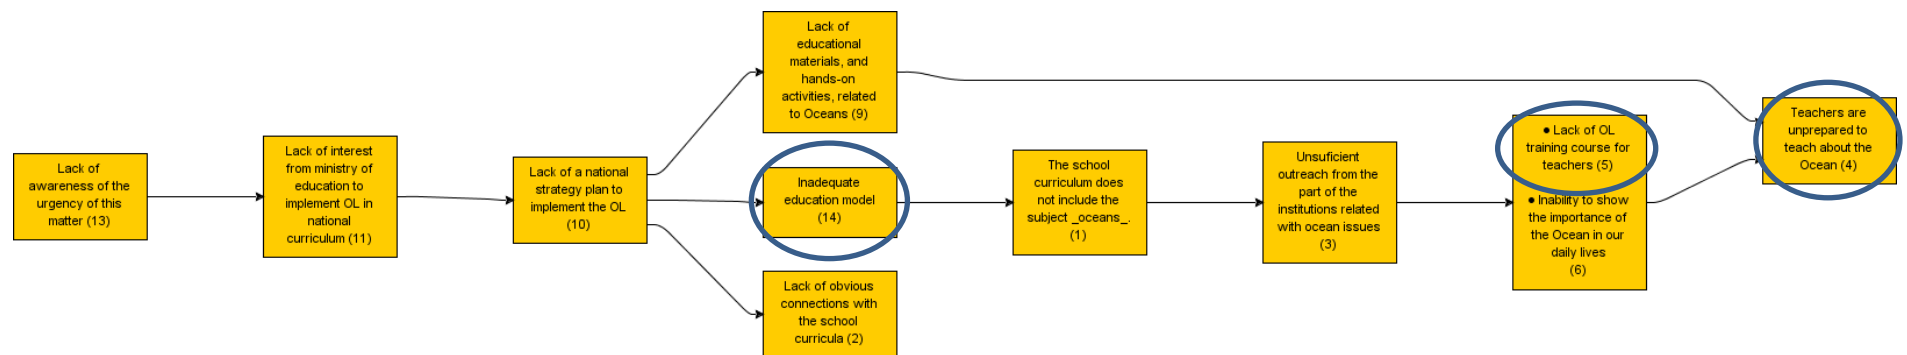 Lack of
awareness of the
urgency of this
matter (13)
Lack of interest
from ministry of
education to
implement OL in
national
curriculum (11)
Lack of a national
strategy plan to
implement the OL
(10)
Lack of
educational
materials, and
hands-on
activities, related
to Oceans (9)
Inadequate
education model
(14)
Lack of obvious
connections with
the school
curricula (2)
The school
curriculum does
not include the
subject _oceans_.
(1)
Unsuficient
outreach from the
part of the
institutions related
with ocean issues
(3)
● Lack of OL
training course for
teachers (5)
● Inability to show
the importance of
the Ocean in our
daily lives
(6)
Teachers are
unprepared to
teach about the
Ocean (4)